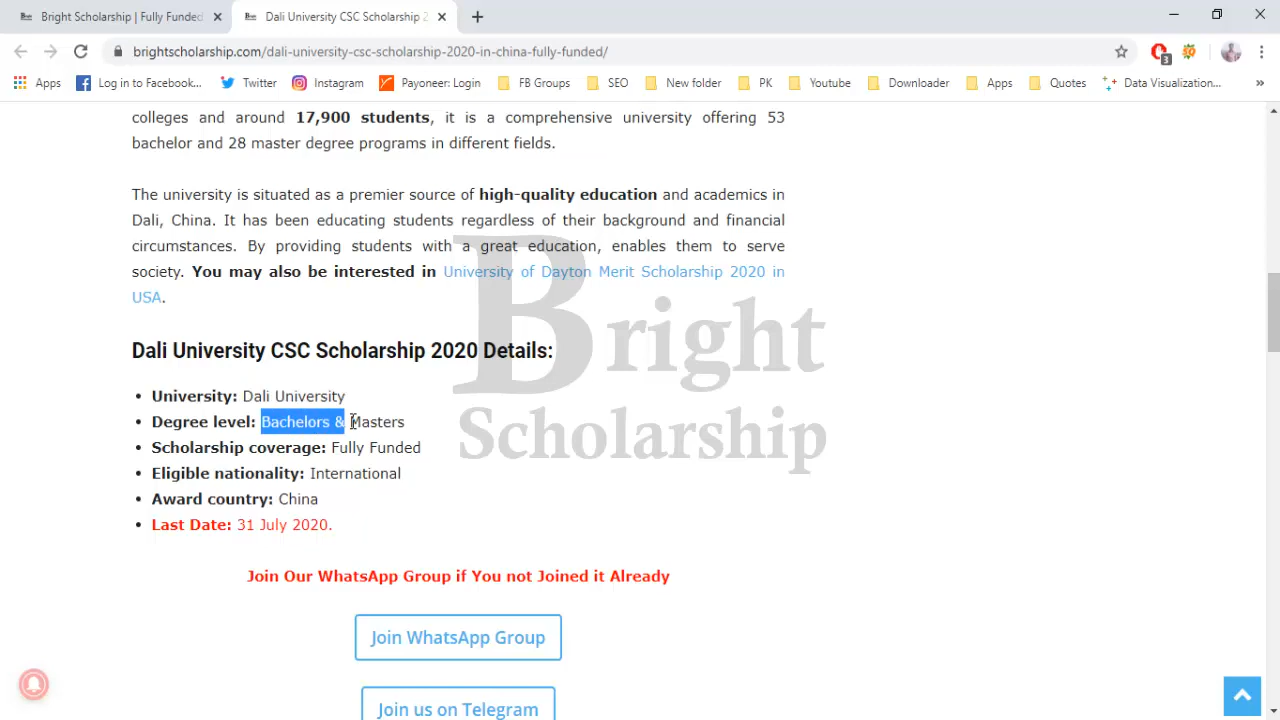 Bright Scholarship | Fully Funded
Dali University CSC Scholarship 2
brightscholarship.com/dali-university-csc-scholarship-2020-in-china-fully-funded/
3
Apps
Log in to Facebook...
Twitter
Instagram
Payoneer: Login
FB Groups
SEO
New folder
PK
Youtube
Downloader
Apps
Quotes
Data Visualization...
»
colleges and around 17,900 students, it is a comprehensive university offering 53
bachelor and 28 master degree programs in different fields.
The university is situated as a premier source of high-quality education and academics in
Dali, China. It has been educating students regardless of their background and financial
circumstances. By providing students with a great education, enables them to serve
society. You may also be interested in University of Dayton Merit Scholarship 2020 in
USA.
Bright
Scholarship
Dali University CSC Scholarship 2020 Details:
• University: Dali University
• Degree level: Bachelors & Masters
• Scholarship coverage: Fully Funded
• Eligible nationality: International
• Award country: China
• Last Date: 31 July 2020.
Join Our WhatsApp Group if You not Joined it Already
Join WhatsApp Group
Join us on Telegram